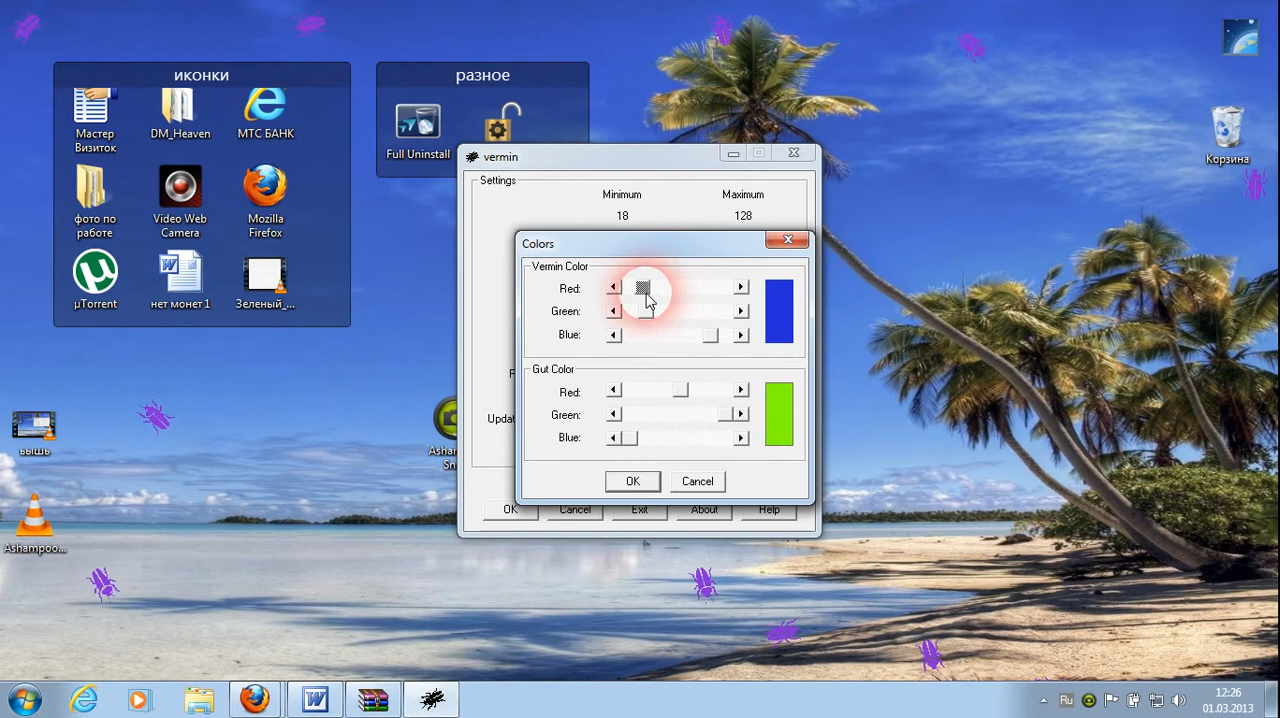 иконки
Мастер
Визиток
DM_Heaven
МТС БАНК
фото по
работе
Video Web
Camera
Mozilla
Firefox
µTorrent
нет монет1
Зеленый_...
разное
Full Uninstall
Корзина
vermin
Settings
Minimum
Maximum
18
128
Updat
OK
Cancel
Exit
About
Help
Colors
Vermin Color
Red:
Green:
Blue:
Gut Color
Red:
Green:
Blue:
OK
Cancel
вышь
Ashampoo...
Ru
12:26
01.03.2013